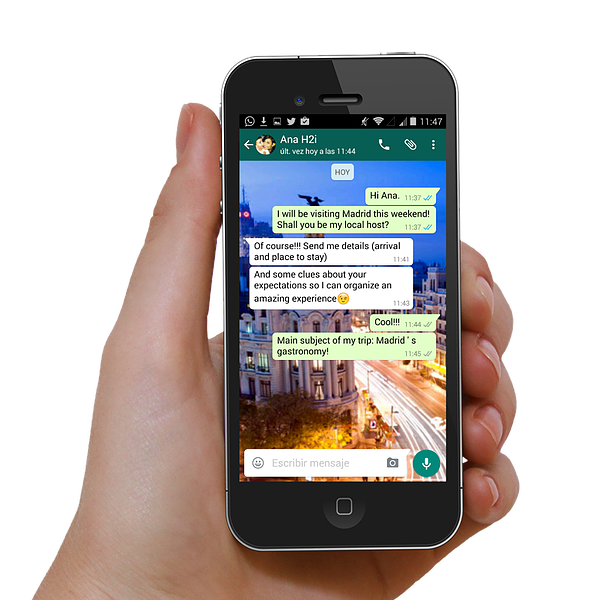 11:47
Ana H2i
últ. vez hoy a las 11:44
HOY
Hi Ana. 11:37
I will be visiting Madrid this weekend!
Shall you be my local host? 11:37
Of course!!! Send me details (arrival
and place to stay) 11:41
And some clues about your
expectations so I can organize an
amazing experience😉
11:43
Cool!!! 11:44
Main subject of my trip: Madrid ' s
gastronomy! 11:45
Escribir mensaje